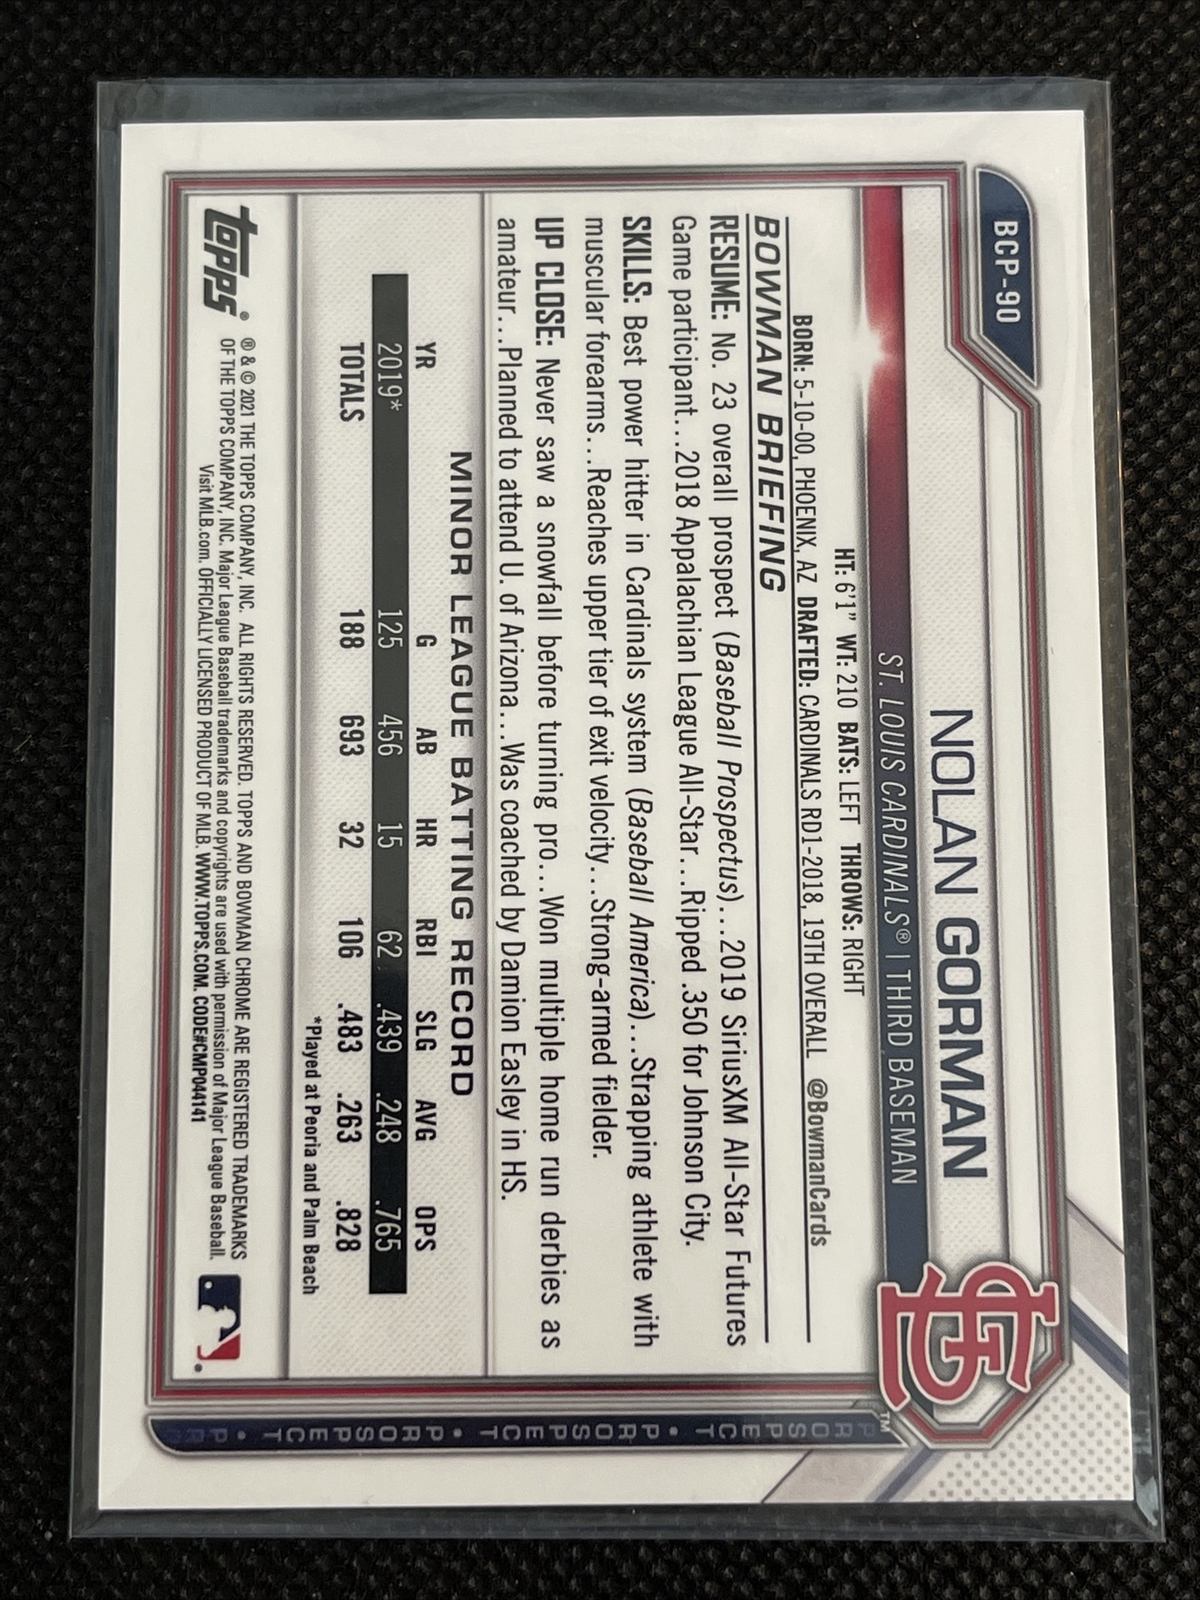 BCP-90
NOLAN GORMAN
ST. LOUIS CARDINALS® | THIRD BASEMAN
HT: 6'1" WT: 210 BATS: LEFT THROWS: RIGHT
BORN: 5-10-00, PHOENIX, AZ DRAFTED: CARDINALS RD1-2018, 19TH OVERALL @BowmanCards
BOWMAN BRIEFING
RESUME: No. 23 overall prospect (Baseball Prospectus)...2019 SiriusXM All-Star Futures
Game participant...2018 Appalachian League All-Star...Ripped .350 for Johnson City.
SKILLS: Best power hitter in Cardinals system (Baseball America)...Strapping athlete with
muscular forearms...Reaches upper tier of exit velocity...Strong-armed fielder.
UP CLOSE: Never saw a snowfall before turning pro...Won multiple home run derbies as
amateur...Planned to attend U. of Arizona...Was coached by Damion Easley in HS.
MINOR LEAGUE BATTING RECORD
YR G AB HR RBI SLG AVG OPS
2019* 125 456 15 62 .439 .248 .765
TOTALS 188 693 32 106 .483 .263 .828
*Played at Peoria and Palm Beach
topps®
® & © 2021 THE TOPPS COMPANY, INC. ALL RIGHTS RESERVED. TOPPS AND BOWMAN CHROME ARE REGISTERED TRADEMARKS
OF THE TOPPS COMPANY, INC. Major League Baseball trademarks and copyrights are used with permission of Major League Baseball.
Visit MLB.com. OFFICIALLY LICENSED PRODUCT OF MLB. WWW.TOPPS.COM. CODE#CMP044141
STL
TM
PROSPECT • PROSPECT • PROSPECT • PR